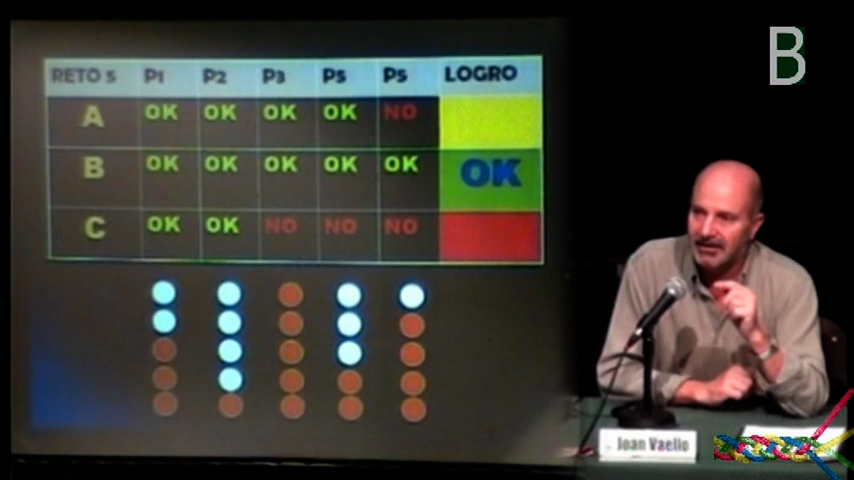 B
RETO 5 P1 P2 P3 P5 P5 LOGRO
A OK OK OK OK NO
B OK OK OK OK OK OK
C OK OK NO NO NO
Joan Vaello